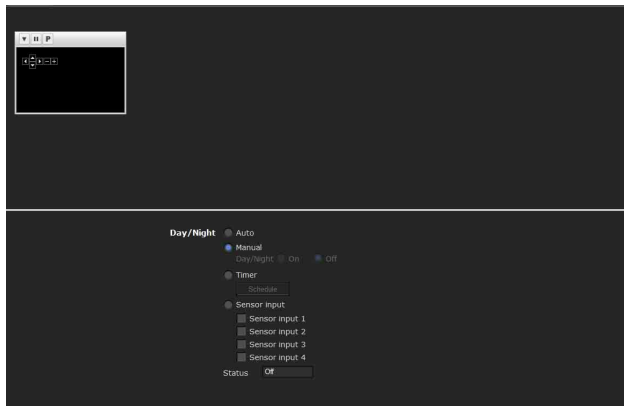 P
Day/Night Auto
Manual
Day/Night On Off
Timer
Schedule
Sensor input
Sensor input 1
Sensor input 2
Sensor input 3
Sensor input 4
Status Off